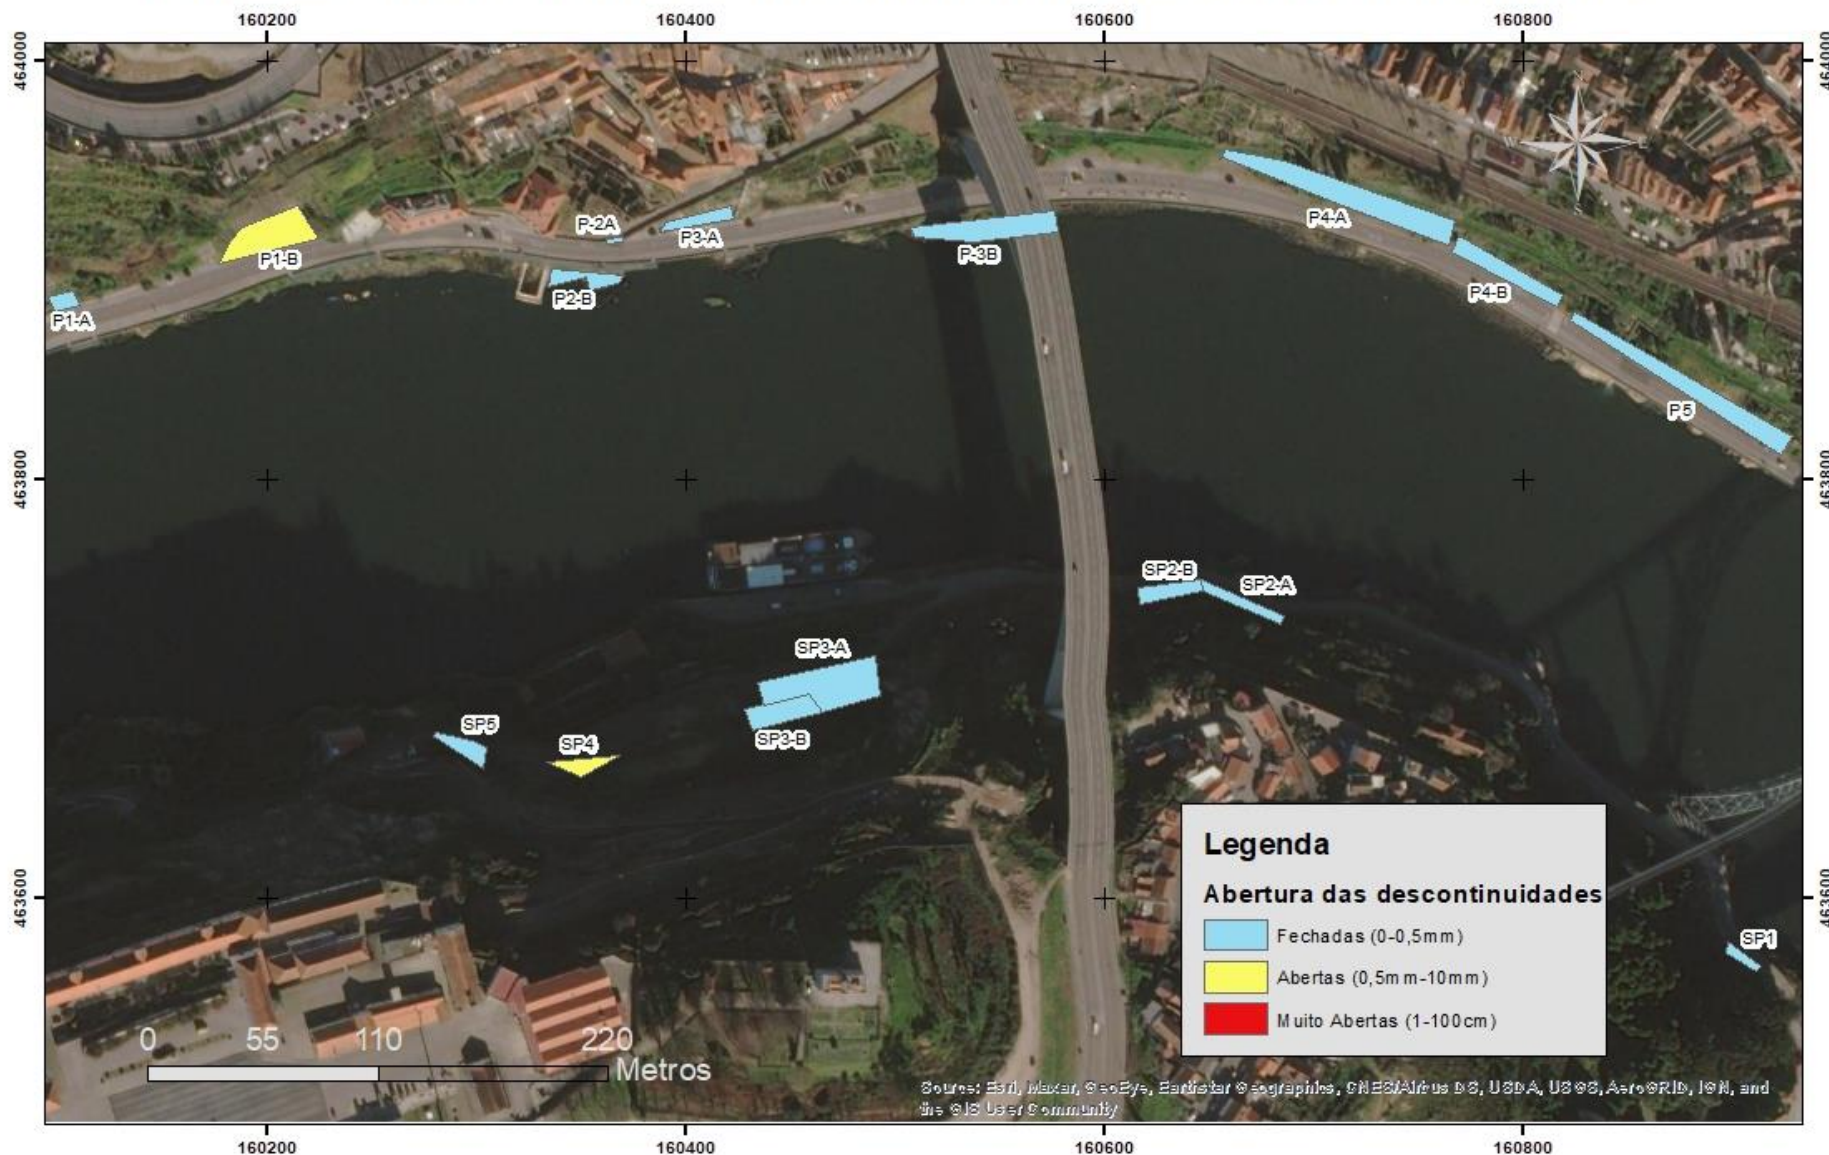 160200 160400 160600 160800
464000 464000
P-2A
P3-A
P4-A
P1-B
P-3B
P4-B
P2-B
P1-A
P5
463800 463800
SP2-B
SP2-A
SP3-A
SP5
SP4
SP3-B
Legenda
Abertura das descontinuidades
Fechadas (0-0,5mm)
Abertas (0,5mm-10mm)
Muito Abertas (1-100cm)
463600 463600
SP1
0 55 110 220
Metros
Source: Esri, Maxar, GeoEye, Earthstar Geographics, CNES/Airbus DS, USDA, USGS, AeroGRID, IGN, and
the GIS User Community
160200 160400 160600 160800